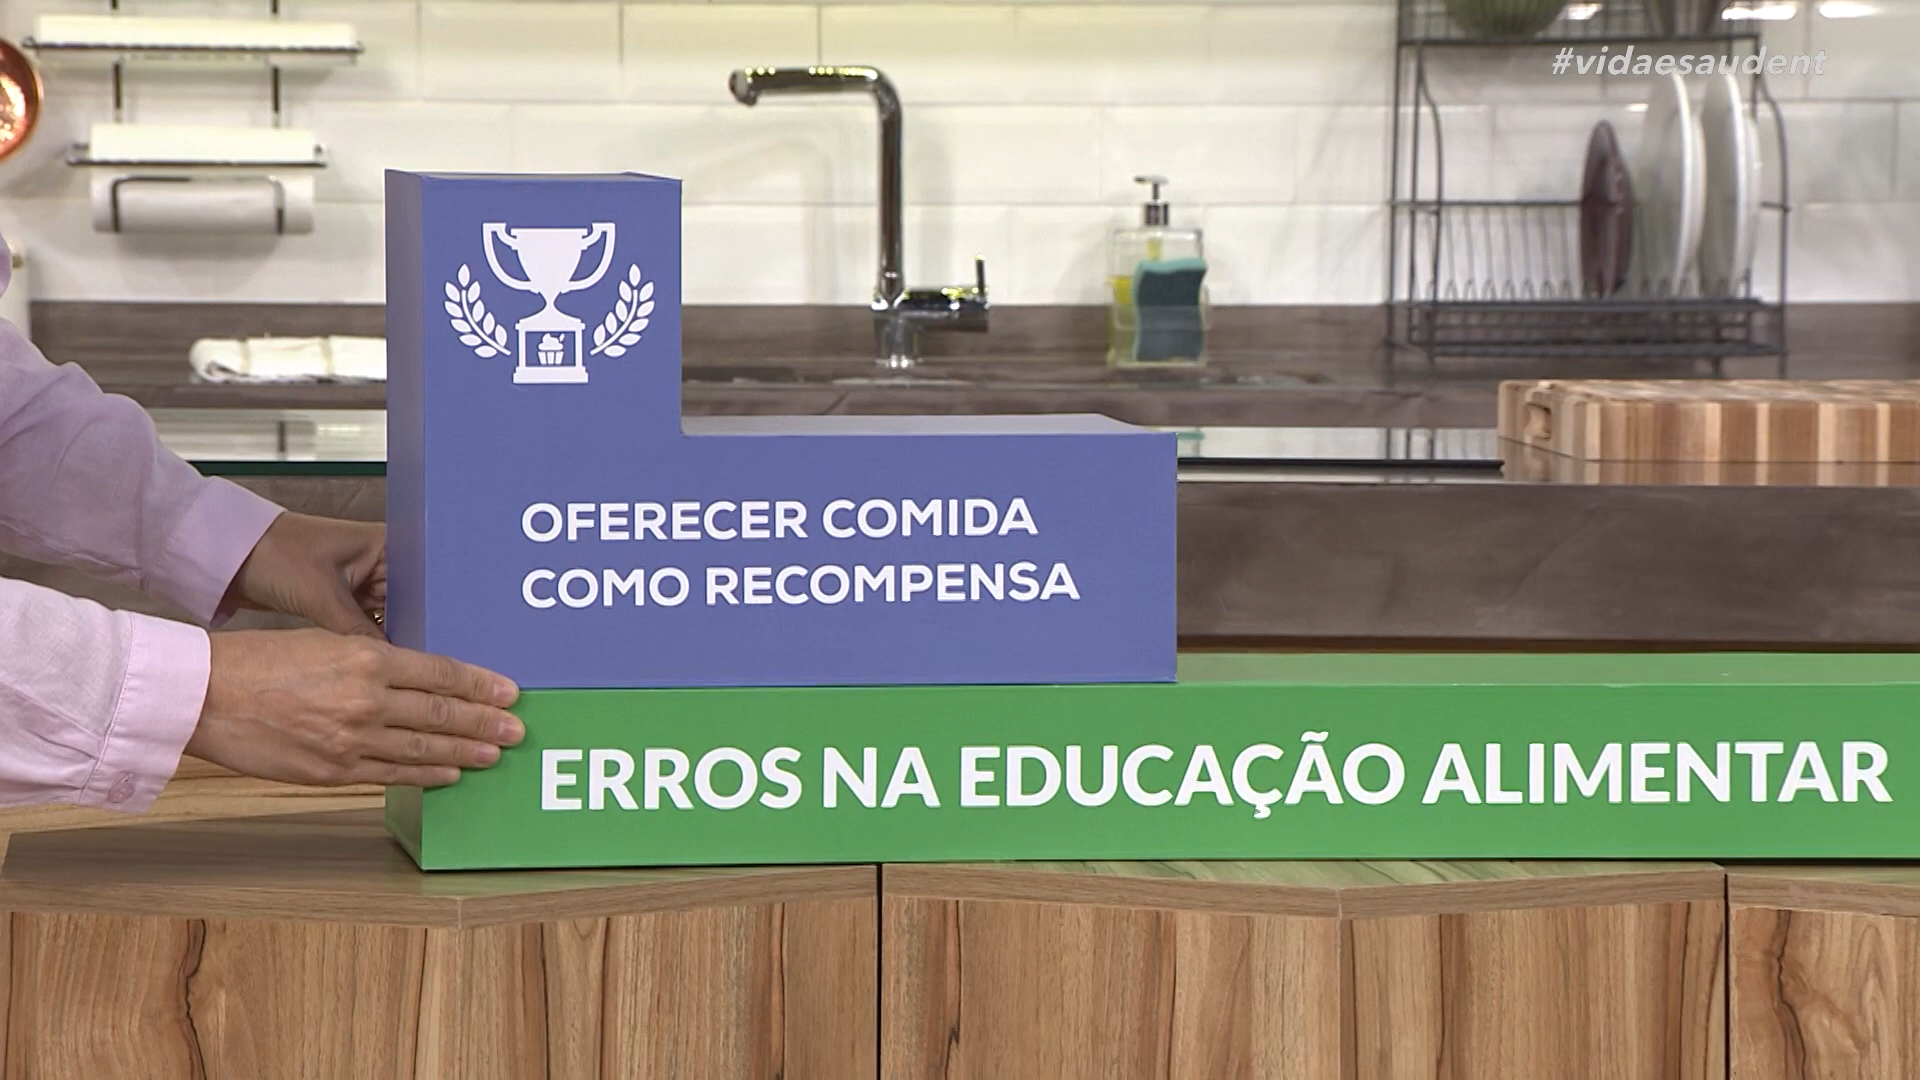 #vidaesaudent
OFERECER COMIDA
COMO RECOMPENSA
ERROS NA EDUCAÇÃO ALIMENTAR